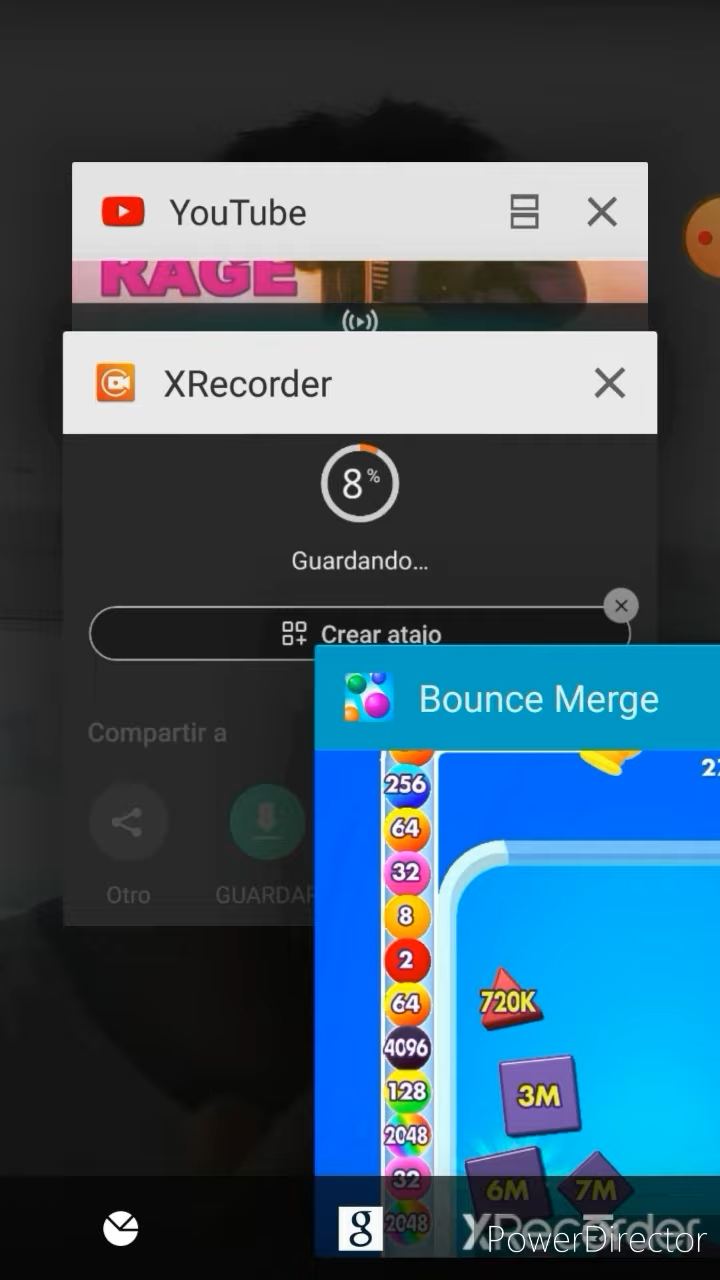 YouTube
RAGE
XRecorder
8%
Guardando...
Crear atajo
Bounce Merge
Compartir a
256
64
32
8
2
64
4096
128
2048
32
2048
Otro
GUARDAR
720K
3M
6M
7M
g
XRecorder
PowerDirector